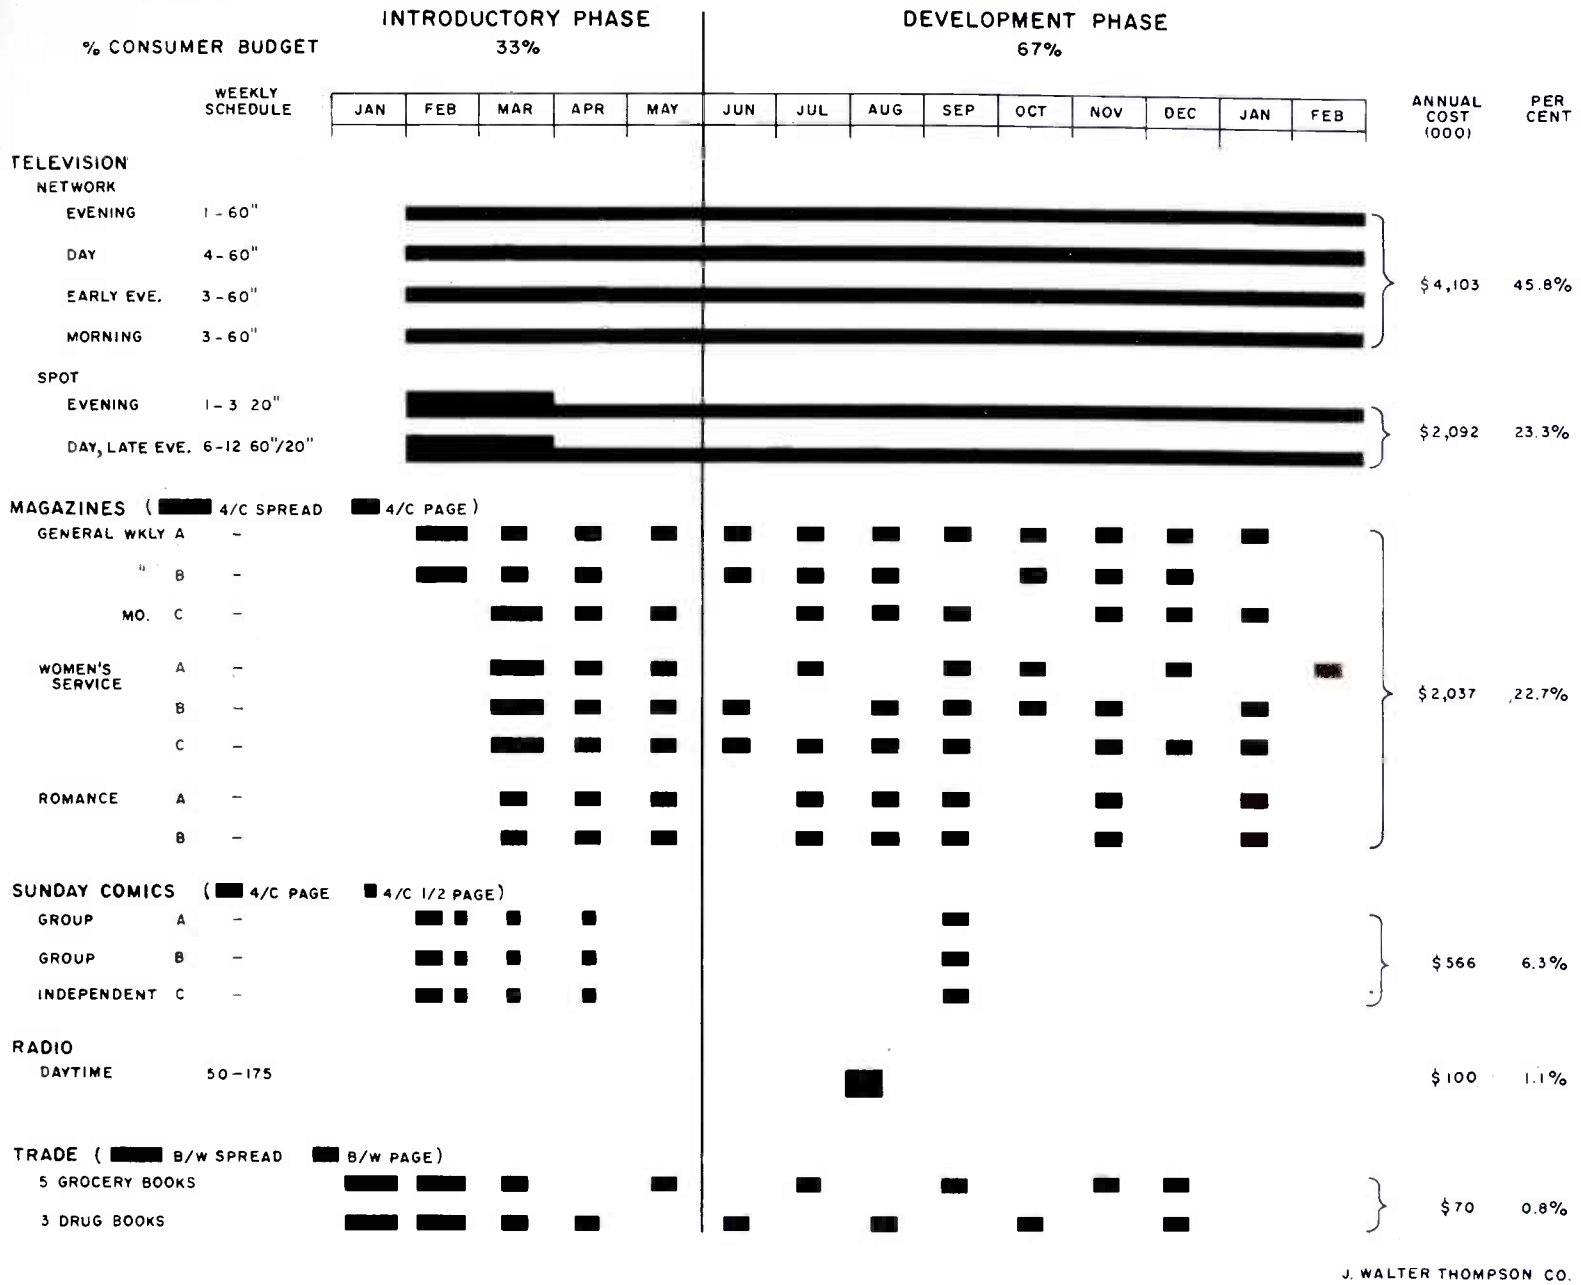 INTRODUCTORY PHASE DEVELOPMENT PHASE
% CONSUMER BUDGET 33% 67%
WEEKLY SCHEDULE JAN FEB MAR APR MAY JUN JUL AUG SEP OCT NOV DEC JAN FEB ANNUAL COST (000) PER CENT
TELEVISION
NETWORK
EVENING 1-60"
DAY 4-60"
EARLY EVE. 3-60" $4,103 45.8%
MORNING 3-60"
SPOT
EVENING 1-3 20"
DAY, LATE EVE. 6-12 60"/20" $2,092 23.3%
MAGAZINES ( 4/C SPREAD 4/C PAGE )
GENERAL WKLY A -
" B -
MO. C -
WOMEN'S SERVICE A -
B - $2,037 22.7%
C -
ROMANCE A -
B -
SUNDAY COMICS ( 4/C PAGE 4/C 1/2 PAGE)
GROUP A -
GROUP B - $566 6.3%
INDEPENDENT C -
RADIO
DAYTIME 50-175 $100 1.1%
TRADE ( B/W SPREAD B/W PAGE)
5 GROCERY BOOKS
3 DRUG BOOKS $70 0.8%
J. WALTER THOMPSON CO.